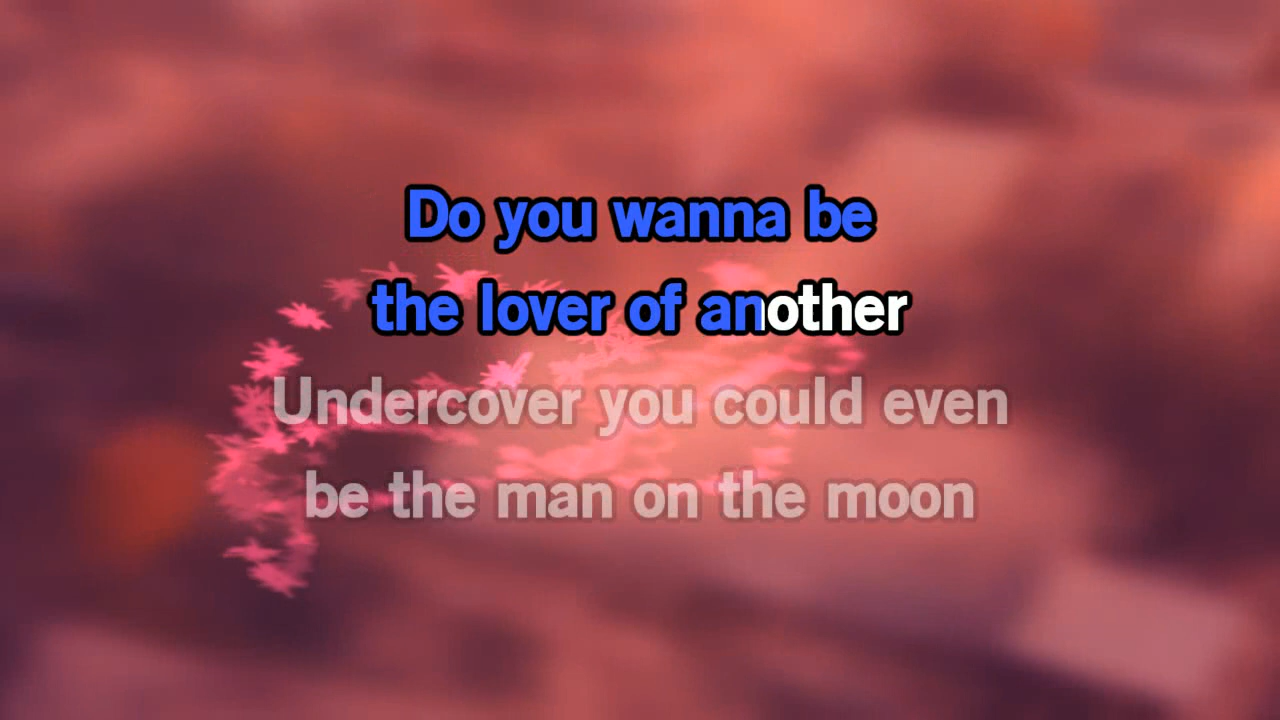 Do you wanna be
the lover of another
Undercover you could even
be the man on the moon